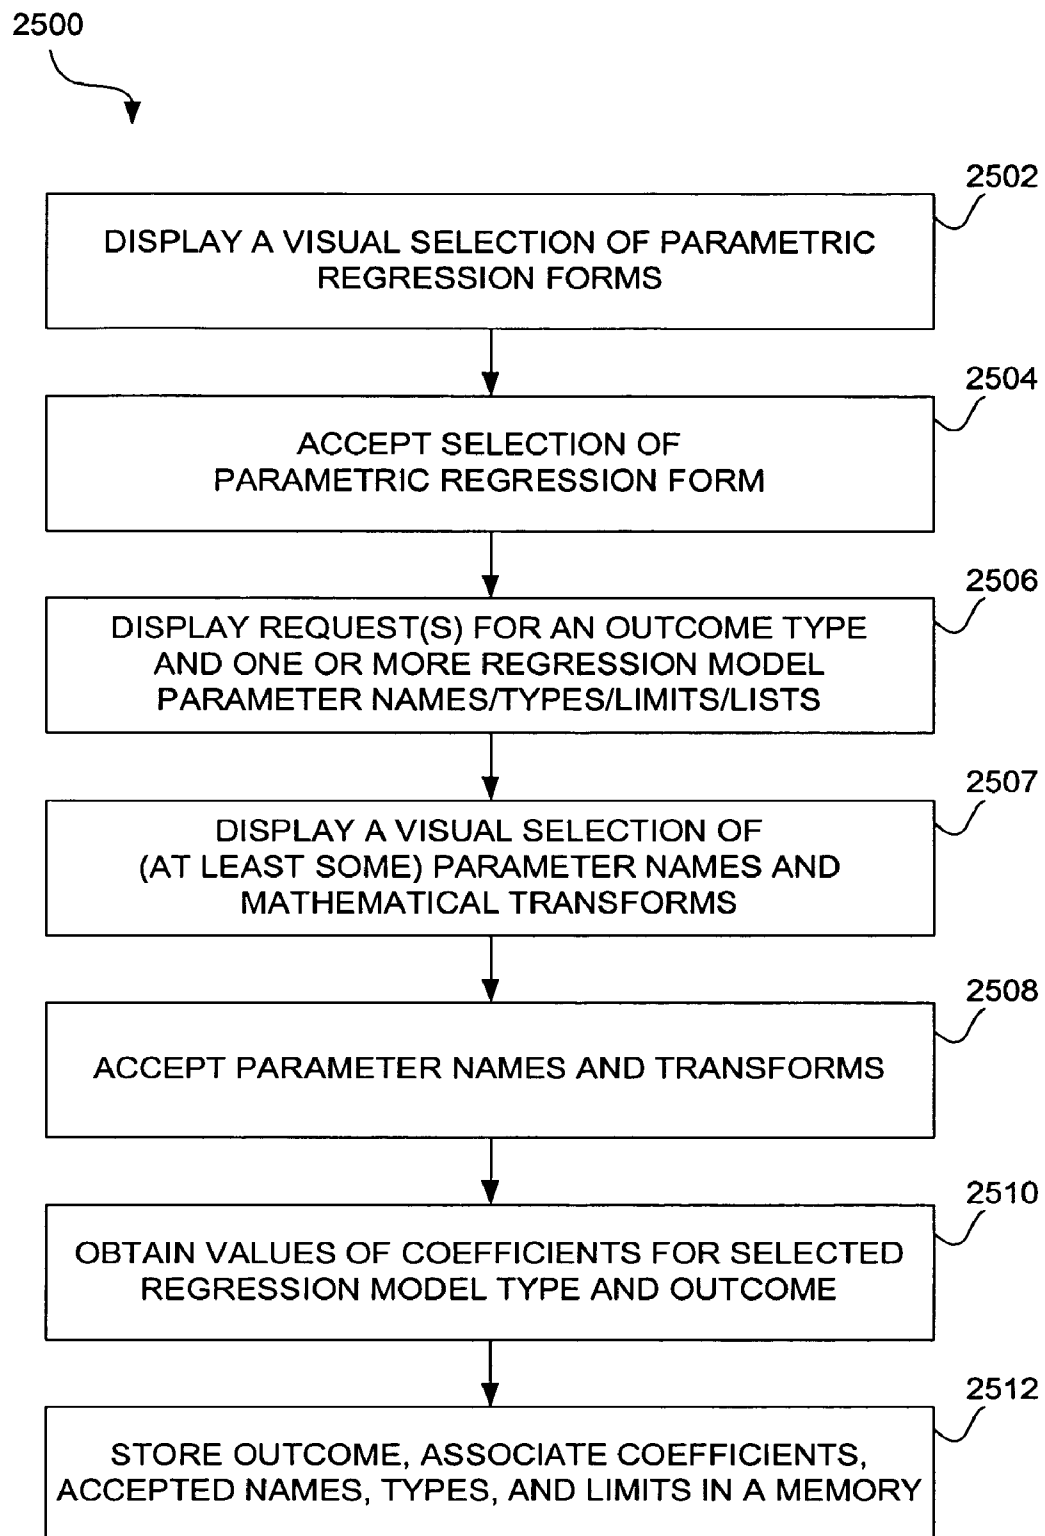 2500
2502
DISPLAY A VISUAL SELECTION OF PARAMETRIC
REGRESSION FORMS
2504
ACCEPT SELECTION OF
PARAMETRIC REGRESSION FORM
2506
DISPLAY REQUEST(S) FOR AN OUTCOME TYPE
AND ONE OR MORE REGRESSION MODEL
PARAMETER NAMES/TYPES/LIMITS/LISTS
2507
DISPLAY A VISUAL SELECTION OF
(AT LEAST SOME) PARAMETER NAMES AND
MATHEMATICAL TRANSFORMS
2508
ACCEPT PARAMETER NAMES AND TRANSFORMS
2510
OBTAIN VALUES OF COEFFICIENTS FOR SELECTED
REGRESSION MODEL TYPE AND OUTCOME
2512
STORE OUTCOME, ASSOCIATE COEFFICIENTS,
ACCEPTED NAMES, TYPES, AND LIMITS IN A MEMORY